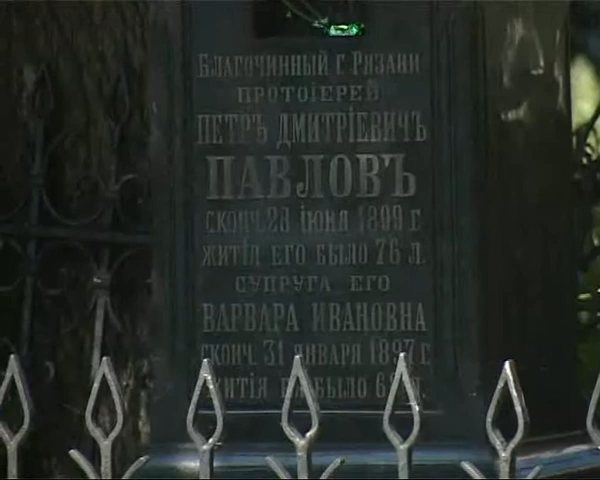 БЛАГОЧИННЫЙ Г. РЯЗАНИ
ПРОТОІЕРЕЙ
ПЕТРЪ ДМИТРІЕВИЧЪ
ПАВЛОВЪ
СКОНЧ. 28 ІЮНЯ 1899 Г
ЖИТІЯ ЕГО БЫЛО 76 Л.
СУПРУГА ЕГО
ВАРВАРА ИВАНОВНА
СКОНЧ. 31 ЯНВАРЯ 1897 Г.
ЖИТІЯ ЕЯ БЫЛО Л.